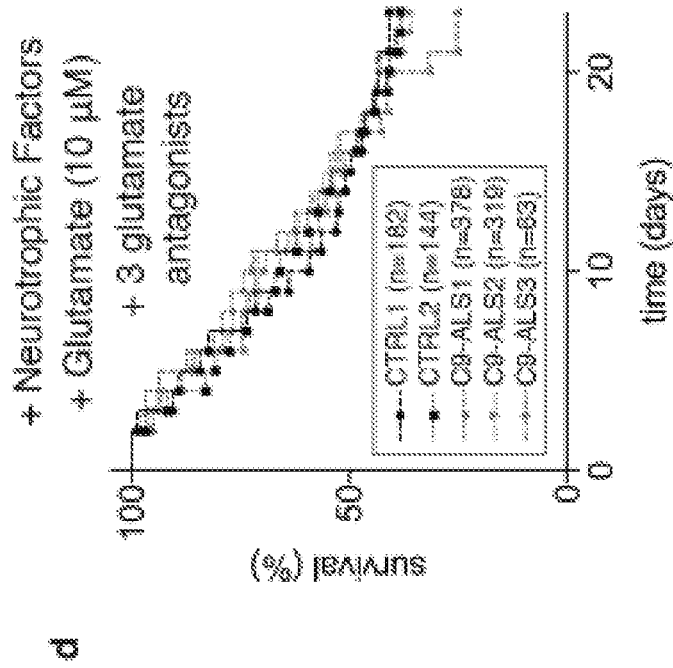 d
+ Neurotrophic Factors
+ Glutamate (10 µM)
+ 3 glutamate
antagonists
survival (%)
100
50
0
CTRL1 (n=182)
CTRL2 (n=144)
C9-ALS1 (n=378)
C9-ALS2 (n=319)
C9-ALS3 (n=63)
0
10
20
time (days)